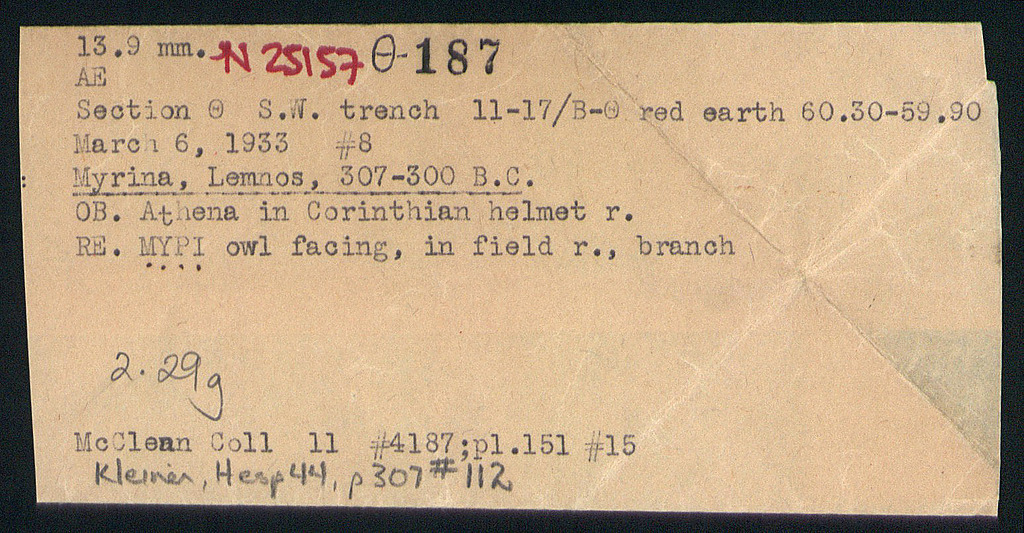 13.9 mm. N 25157 Θ-187
AE
Section Θ S.W. trench 11-17/B-Θ red earth 60.30-59.90
March 6, 1933 #8
Myrina, Lemnos, 307-300 B.C.
OB. Athena in Corinthian helmet r.
RE. ṂỴP̣Ị owl facing, in field r., branch
2.29g
McClean Coll 11 #4187;pl.151 #15
Kleiner, Hesp 44, p 307 # 112